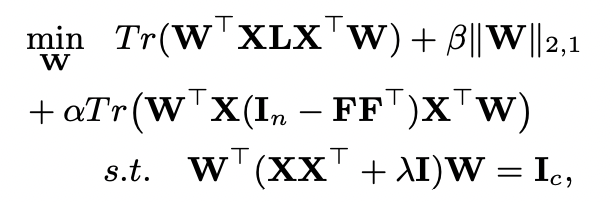 min_𝐖 Tr(𝐖^⊤𝐗𝐋𝐗^⊤𝐖) + β‖𝐖‖_{2,1}
+ αTr(𝐖^⊤𝐗(𝐈_n − 𝐅𝐅^⊤)𝐗^⊤𝐖)
s.t. 𝐖^⊤(𝐗𝐗^⊤ + λ𝐈)𝐖 = 𝐈_c,